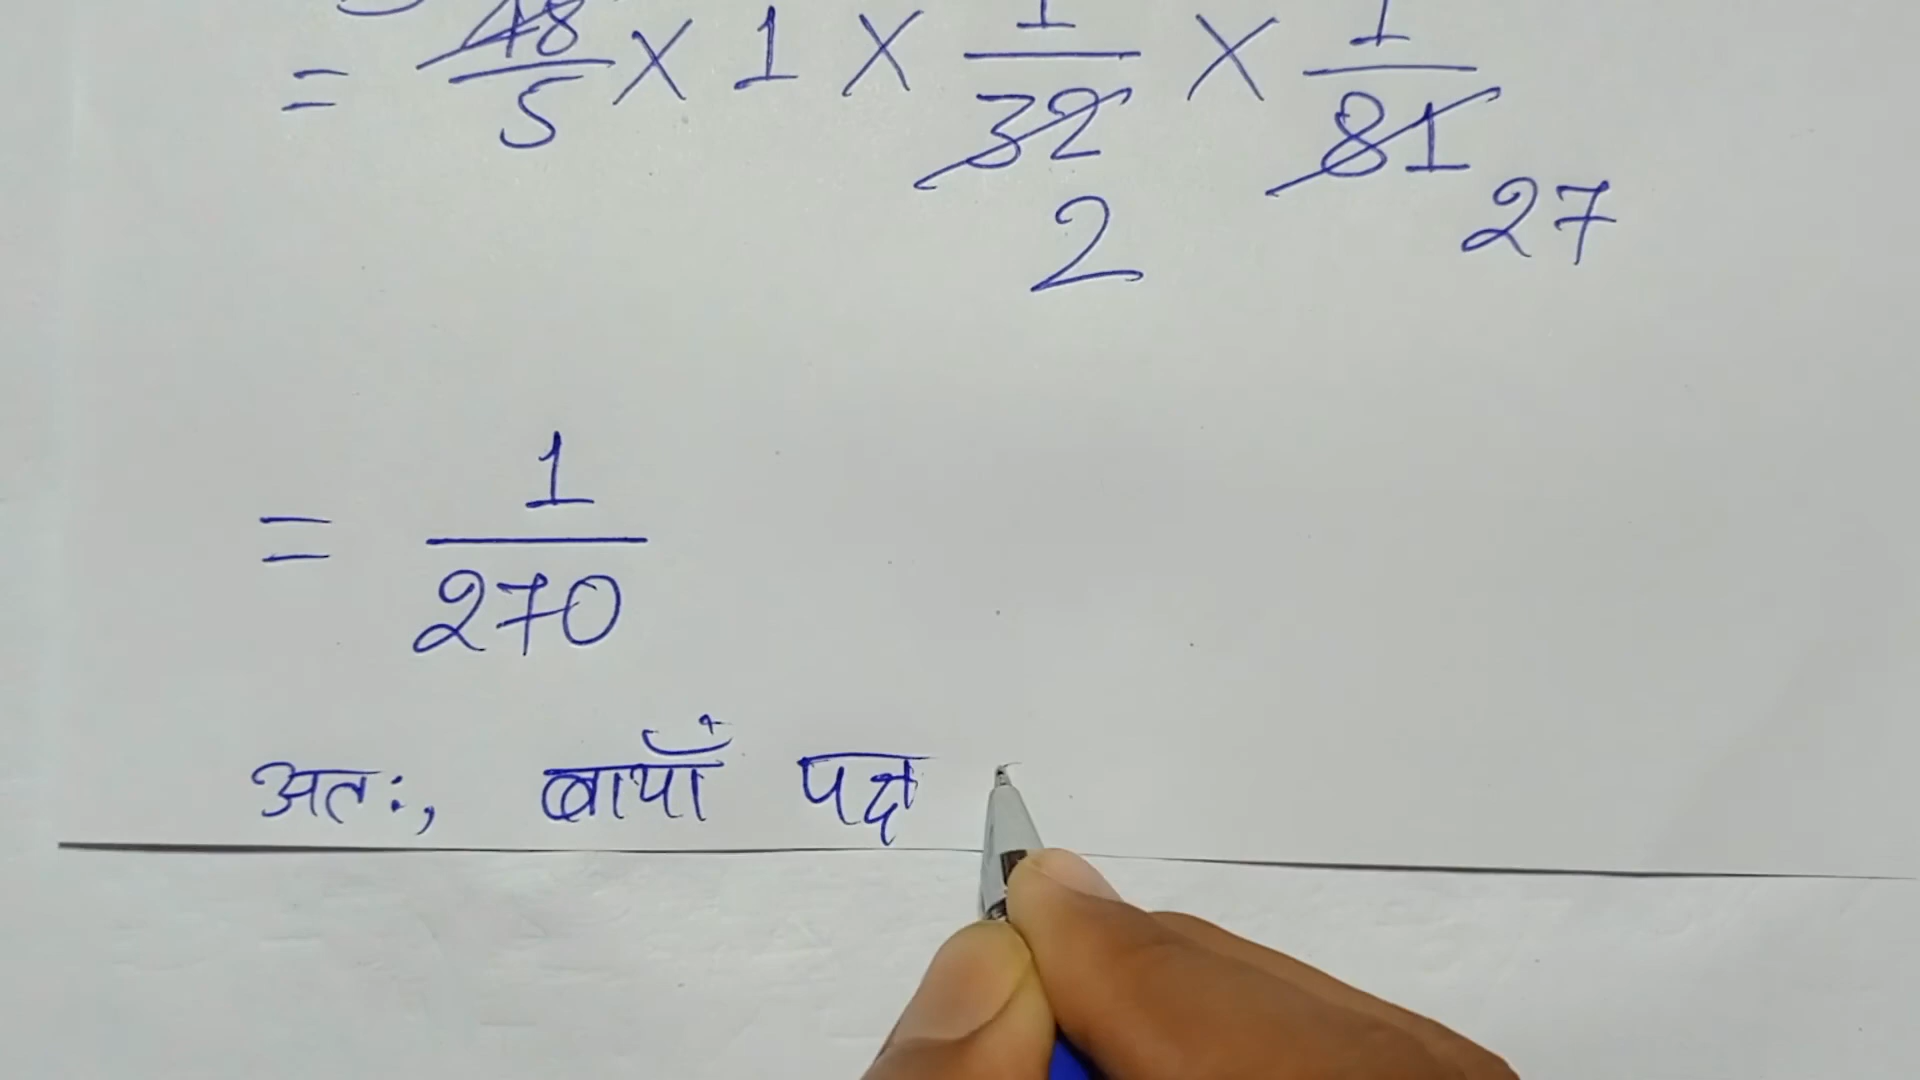 = 48/5 × 1 × 1/32 × 1/81
2 27
= 1/270
अतः, बायाँ पक्ष